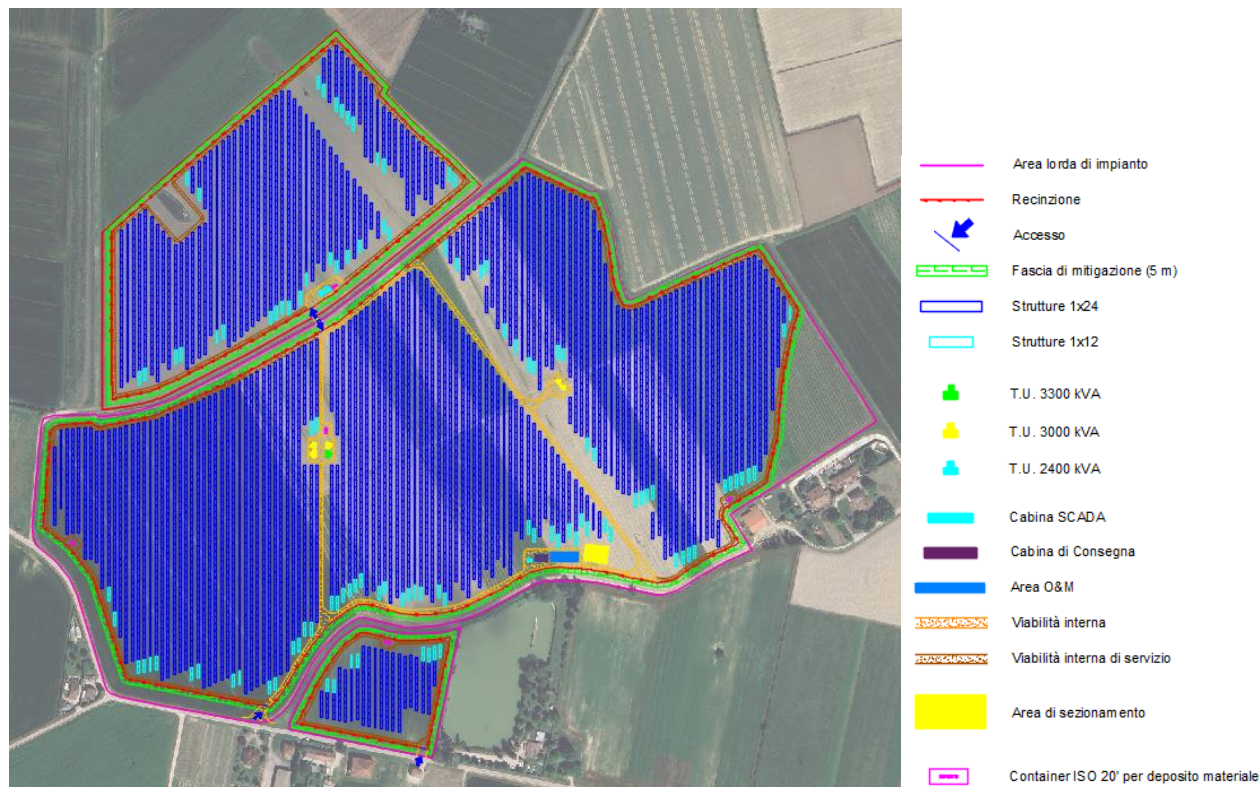 Area lorda di impianto
Recinzione
Accesso
Fascia di mitigazione (5 m)
Strutture 1x24
Strutture 1x12
T.U. 3300 kVA
T.U. 3000 kVA
T.U. 2400 kVA
Cabina SCADA
Cabina di Consegna
Area O&M
Viabilità interna
Viabilità interna di servizio
Area di sezionamento
Container ISO 20' per deposito materiale